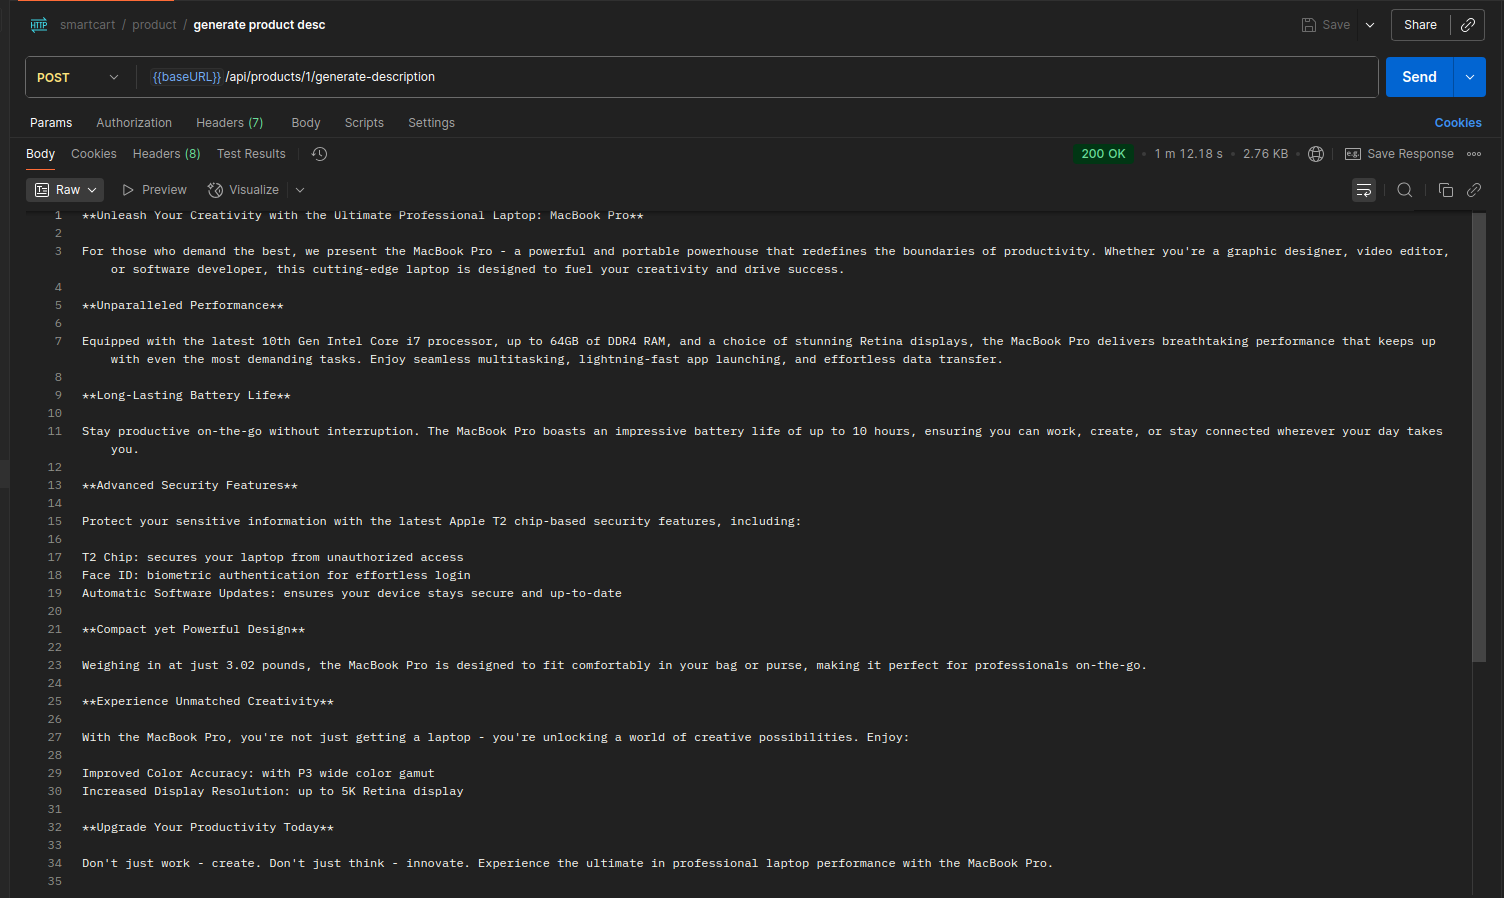 HTTP smartcart / product / generate product desc Save Share
POST {{baseURL}} /api/products/1/generate-description Send
Params Authorization Headers (7) Body Scripts Settings Cookies
Body Cookies Headers (8) Test Results 200 OK • 1 m 12.18 s • 2.76 KB • e.g. Save Response
Raw Preview Visualize
1 **Unleash Your Creativity with the Ultimate Professional Laptop: MacBook Pro**
2
3 For those who demand the best, we present the MacBook Pro - a powerful and portable powerhouse that redefines the boundaries of productivity. Whether you're a graphic designer, video editor,
or software developer, this cutting-edge laptop is designed to fuel your creativity and drive success.
4
5 **Unparalleled Performance**
6
7 Equipped with the latest 10th Gen Intel Core i7 processor, up to 64GB of DDR4 RAM, and a choice of stunning Retina displays, the MacBook Pro delivers breathtaking performance that keeps up
with even the most demanding tasks. Enjoy seamless multitasking, lightning-fast app launching, and effortless data transfer.
8
9 **Long-Lasting Battery Life**
10
11 Stay productive on-the-go without interruption. The MacBook Pro boasts an impressive battery life of up to 10 hours, ensuring you can work, create, or stay connected wherever your day takes
you.
12
13 **Advanced Security Features**
14
15 Protect your sensitive information with the latest Apple T2 chip-based security features, including:
16
17 T2 Chip: secures your laptop from unauthorized access
18 Face ID: biometric authentication for effortless login
19 Automatic Software Updates: ensures your device stays secure and up-to-date
20
21 **Compact yet Powerful Design**
22
23 Weighing in at just 3.02 pounds, the MacBook Pro is designed to fit comfortably in your bag or purse, making it perfect for professionals on-the-go.
24
25 **Experience Unmatched Creativity**
26
27 With the MacBook Pro, you're not just getting a laptop - you're unlocking a world of creative possibilities. Enjoy:
28
29 Improved Color Accuracy: with P3 wide color gamut
30 Increased Display Resolution: up to 5K Retina display
31
32 **Upgrade Your Productivity Today**
33
34 Don't just work - create. Don't just think - innovate. Experience the ultimate in professional laptop performance with the MacBook Pro.
35